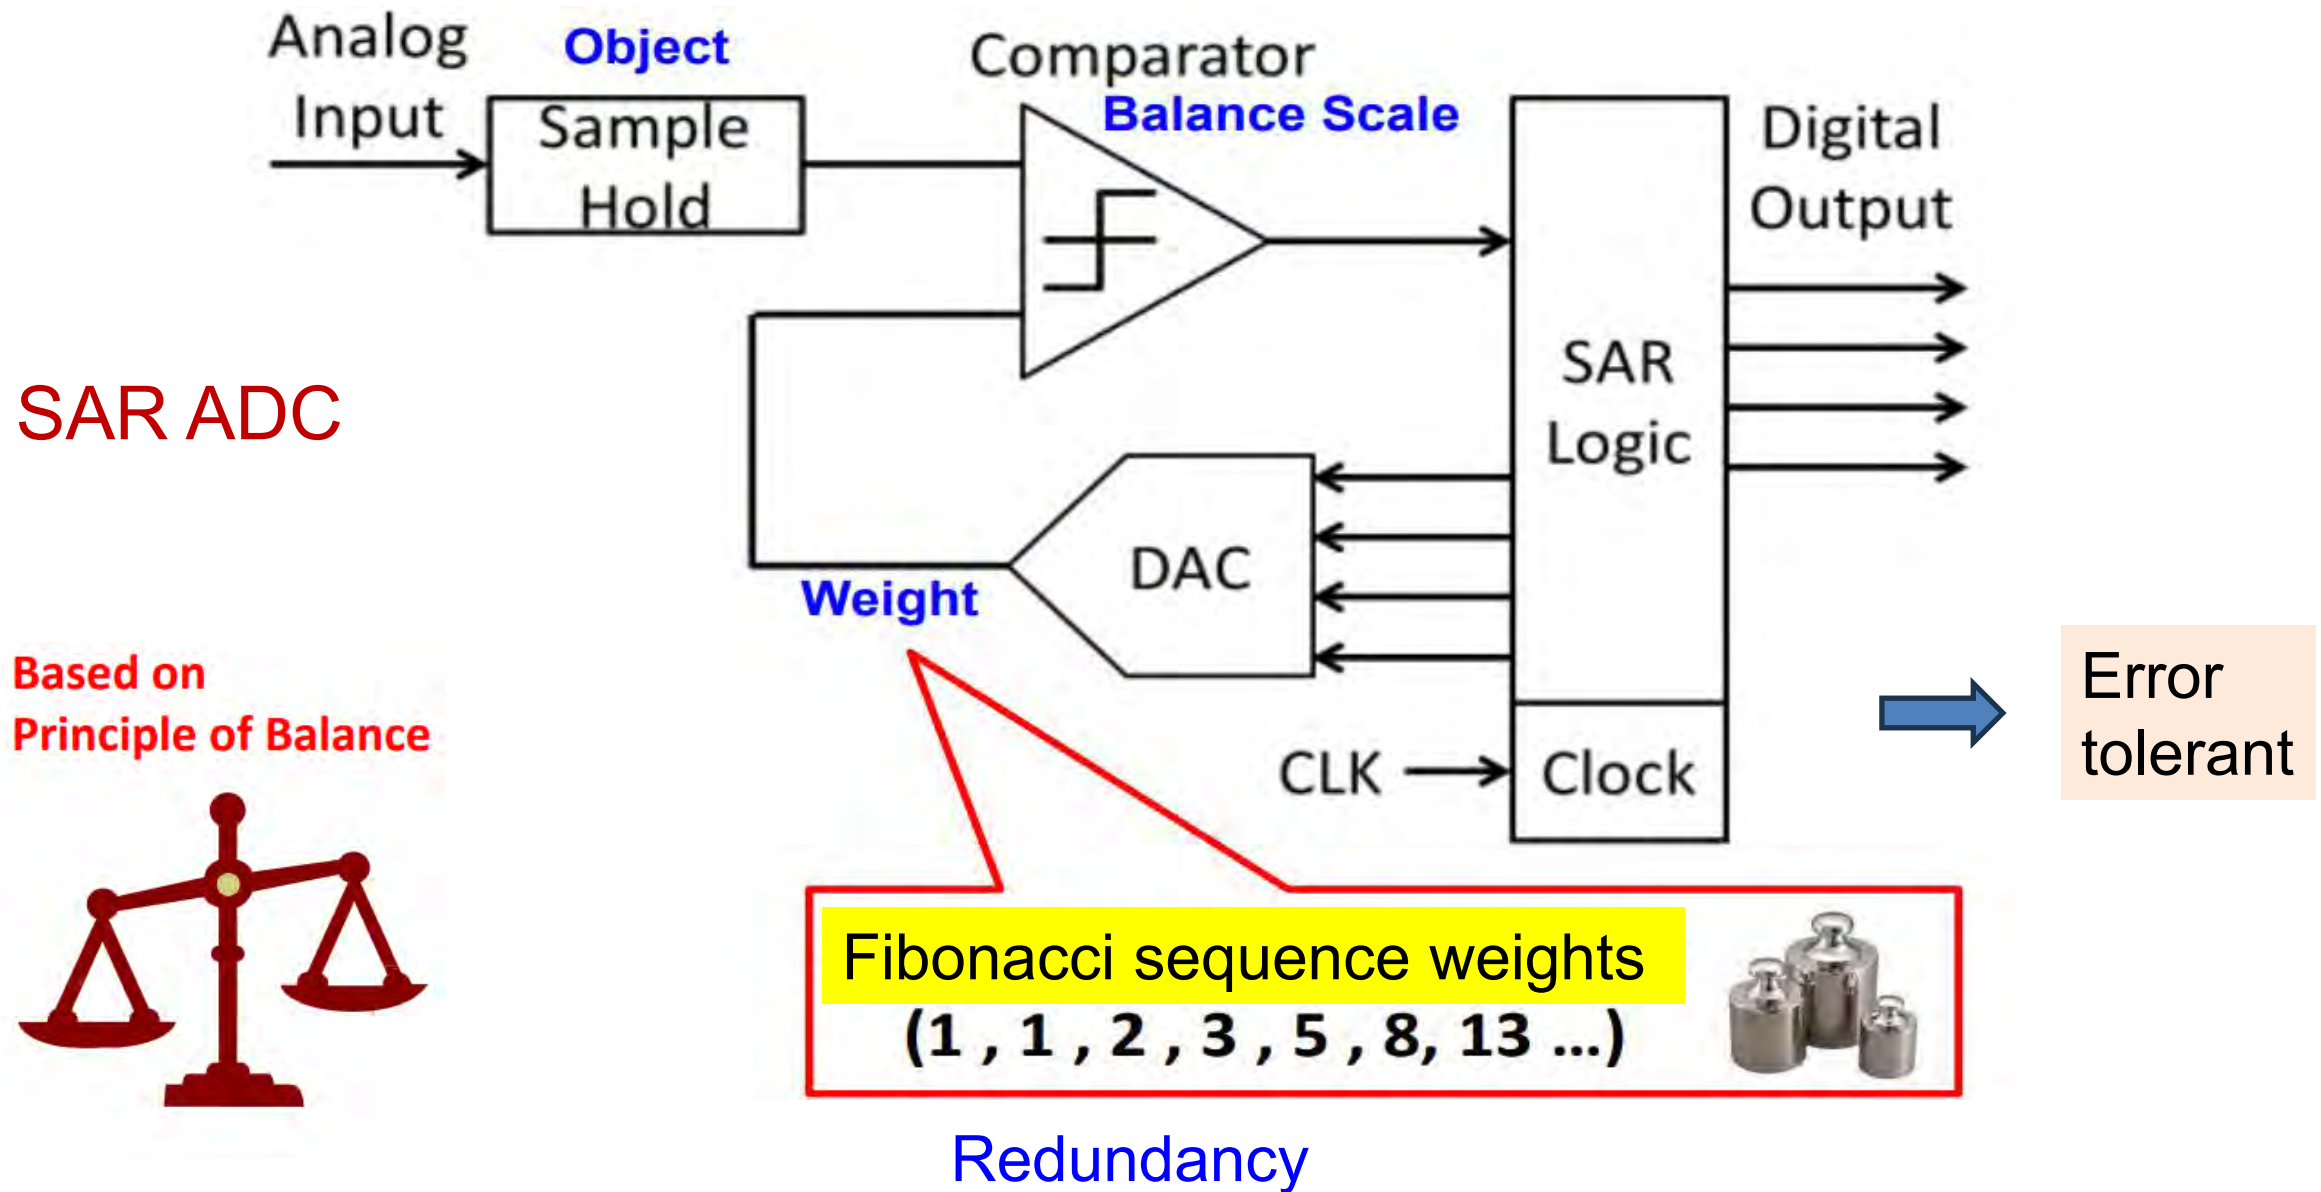 Analog
Input
Object
Sample
Hold
Comparator
Balance Scale
Digital
Output
SAR
Logic
SAR ADC
DAC
Weight
Based on
Principle of Balance
CLK
Clock
Error
tolerant
Fibonacci sequence weights
(1 , 1 , 2 , 3 , 5 , 8, 13 ...)
Redundancy